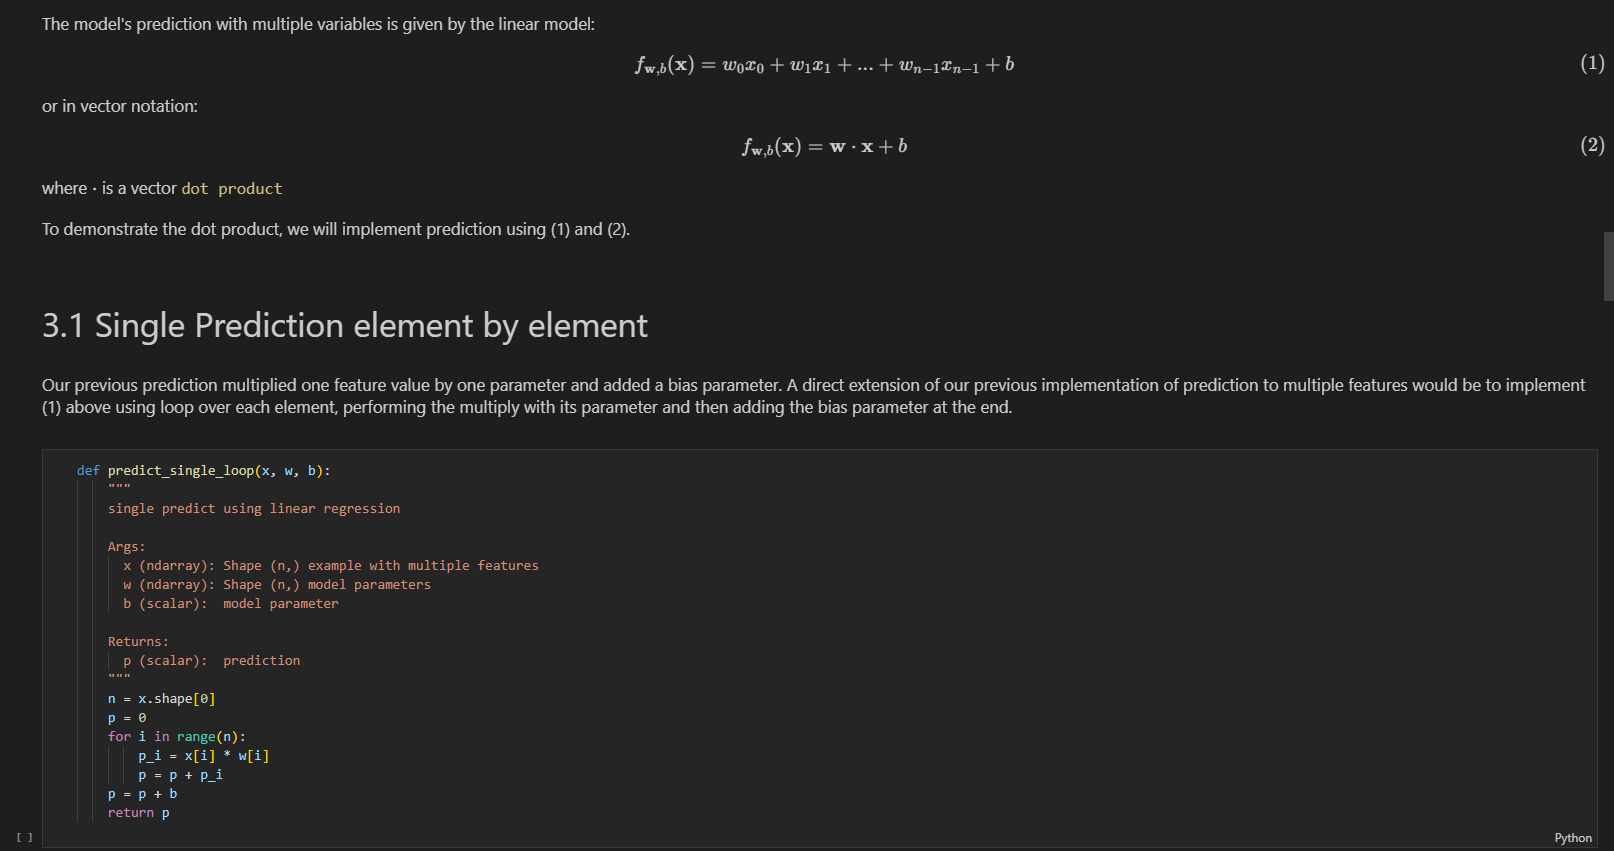 The model's prediction with multiple variables is given by the linear model:
f_{w,b}(x) = w_0x_0 + w_1x_1 + ... + w_{n−1}x_{n−1} + b (1)
or in vector notation:
f_{w,b}(x) = w · x + b (2)
where · is a vector dot product
To demonstrate the dot product, we will implement prediction using (1) and (2).
3.1 Single Prediction element by element
Our previous prediction multiplied one feature value by one parameter and added a bias parameter. A direct extension of our previous implementation of prediction to multiple features would be to implement
(1) above using loop over each element, performing the multiply with its parameter and then adding the bias parameter at the end.
def predict_single_loop(x, w, b):
    """
    single predict using linear regression

    Args:
      x (ndarray): Shape (n,) example with multiple features
      w (ndarray): Shape (n,) model parameters
      b (scalar):  model parameter

    Returns:
      p (scalar):  prediction
    """
    n = x.shape[0]
    p = 0
    for i in range(n):
        p_i = x[i] * w[i]
        p = p + p_i
    p = p + b
    return p
[ ]
Python